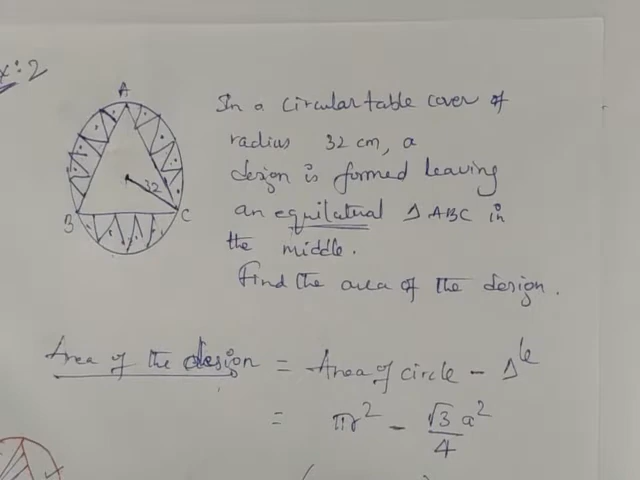 x:2
A
B
C
32
In a circular table cover of
radius 32 cm, a
design is formed leaving
an equilatual Δ ABC in
the middle.
Find the area of the design.
Area of the design = Area of circle - Δle
= πr² - √3/4 a²